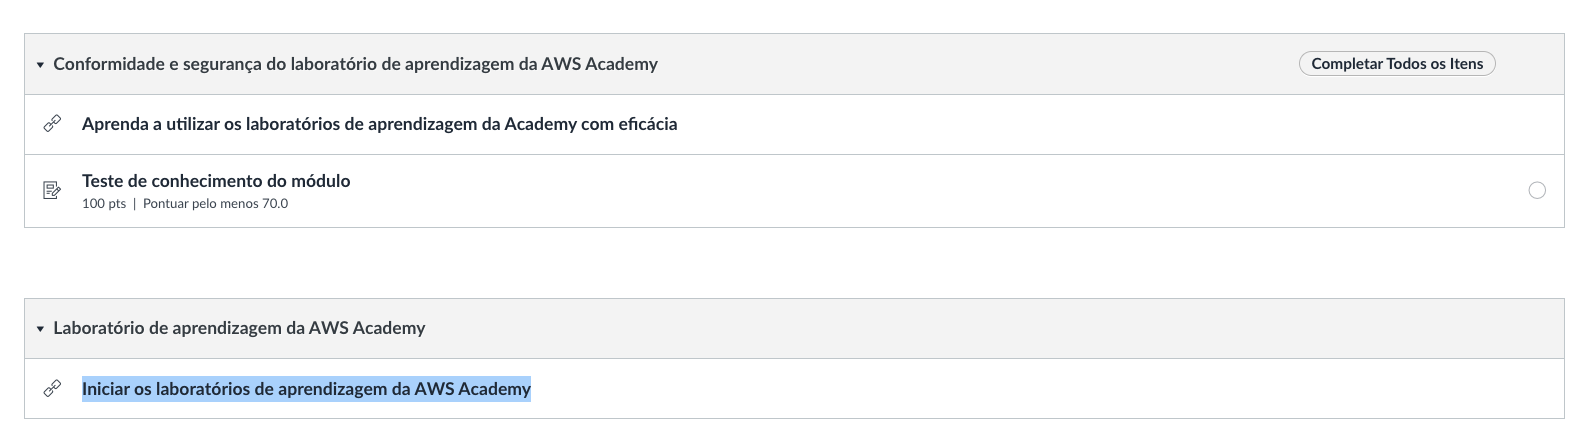 Conformidade e segurança do laboratório de aprendizagem da AWS Academy
Completar Todos os Itens
Aprenda a utilizar os laboratórios de aprendizagem da Academy com eficácia
Teste de conhecimento do módulo
100 pts | Pontuar pelo menos 70.0
Laboratório de aprendizagem da AWS Academy
Iniciar os laboratórios de aprendizagem da AWS Academy